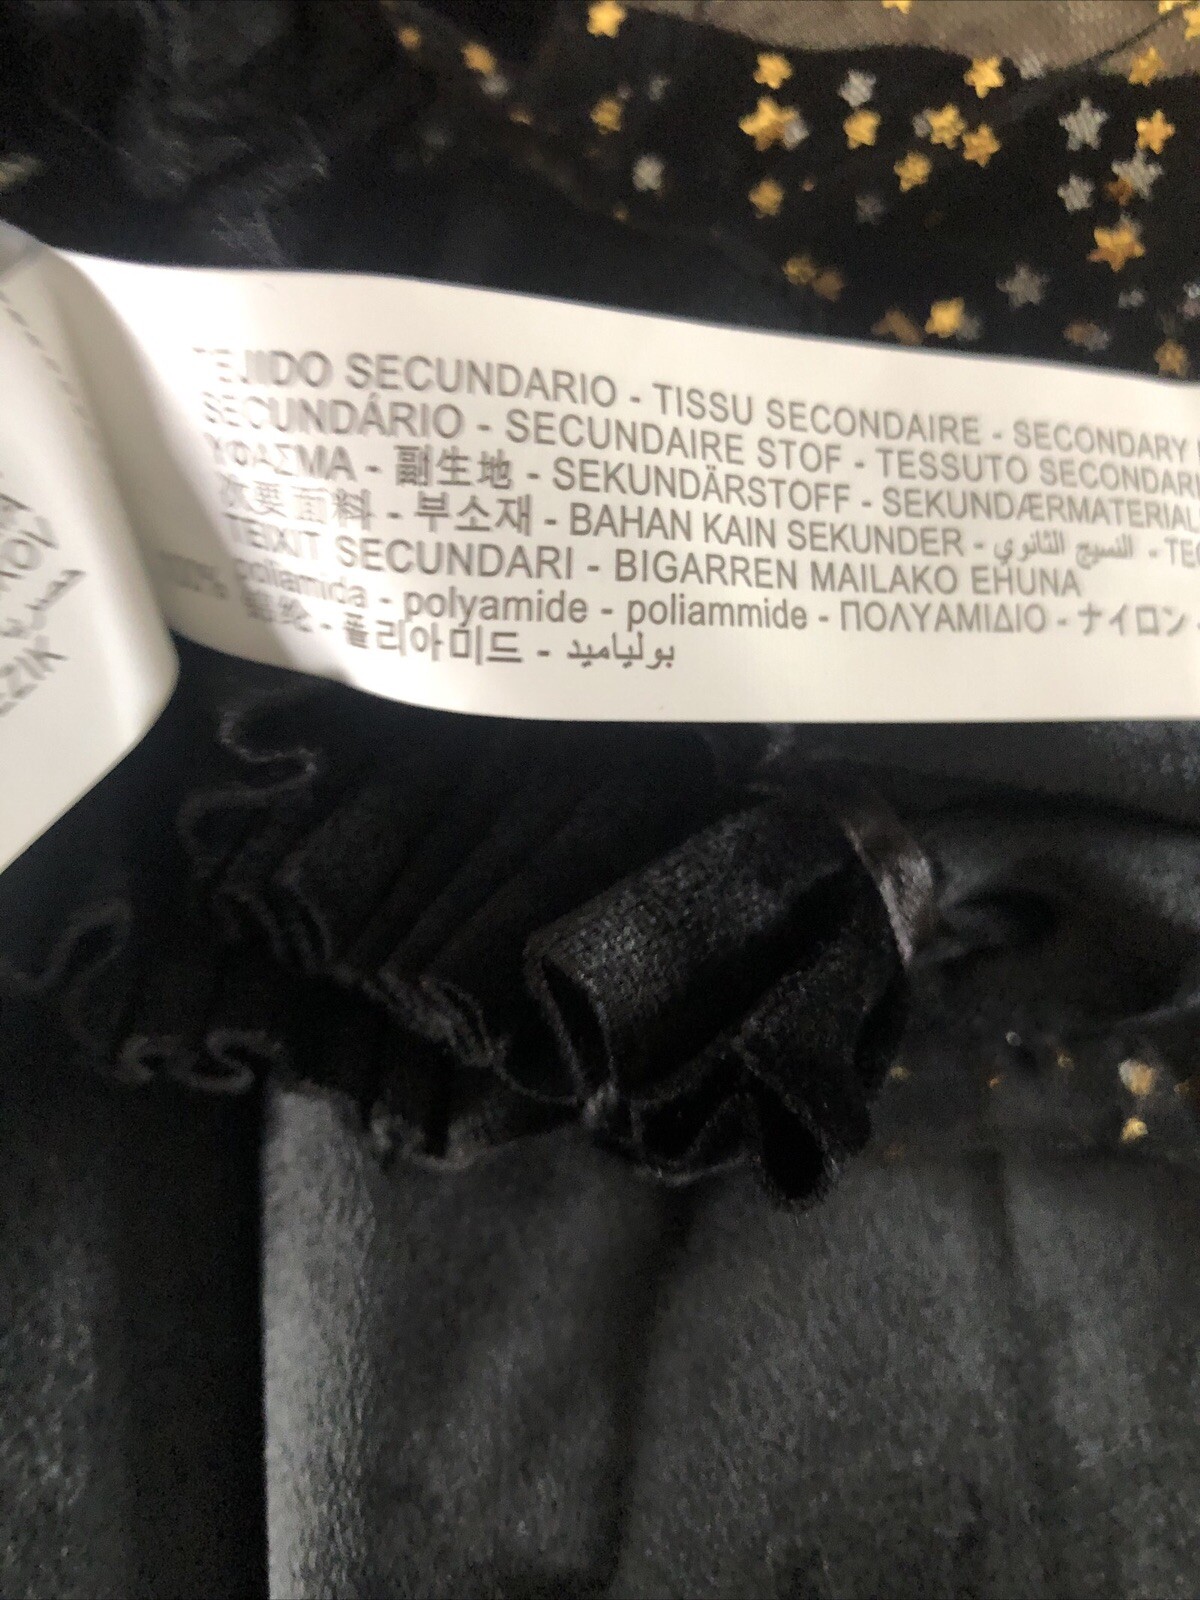 TEJIDO SECUNDARIO - TISSU SECONDAIRE - SECONDARY
SECUNDÁRIO - SECUNDAIRE STOF - TESSUTO SECONDARI
ΥΦΑΣΜΑ - 副生地 - SEKUNDÄRSTOFF - SEKUNDÆRMATERIAL
次要面料 - 부소재 - BAHAN KAIN SEKUNDER - النسيج الثانوي -
TEIXIT SECUNDARI - BIGARREN MAILAKO EHUNA
100% poliamida - polyamide - poliammide - ΠΟΛΥΑΜΙΔΙΟ - ナイロン -
锦纶 - 폴리아미드 - بولياميد